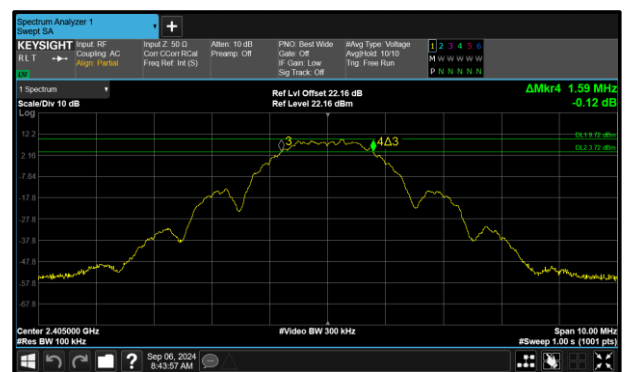 Spectrum Analyzer 1
Swept SA
+
KEYSIGHT
RLT
Input: RF
Coupling: AC
Align: Partial
Input Z: 50 Ω
Corr CCorr RCal
Freq Ref: Int (S)
Atten: 10 dB
Preamp: Off
PNO: Best Wide
Gate: Off
IF Gain: Low
Sig Track: Off
#Avg Type: Voltage
Avg|Hold: 10/10
Trig: Free Run
1 2 3 4 5 6
M W W W W W
P N N N N N
1 Spectrum
Scale/Div 10 dB
Log
Ref Lvl Offset 22.16 dB
Ref Level 22.16 dBm
ΔMkr4 1.59 MHz
-0.12 dB
12.2
2.16
-7.84
-17.8
-27.8
-37.8
-47.8
-57.8
-67.8
3
4Δ3
DL1 9.72 dBm
DL2 3.72 dBm
Center 2.405000 GHz
#Res BW 100 kHz
#Video BW 300 kHz
Span 10.00 MHz
#Sweep 1.00 s (1001 pts)
?
Sep 06, 2024
8:43:57 AM